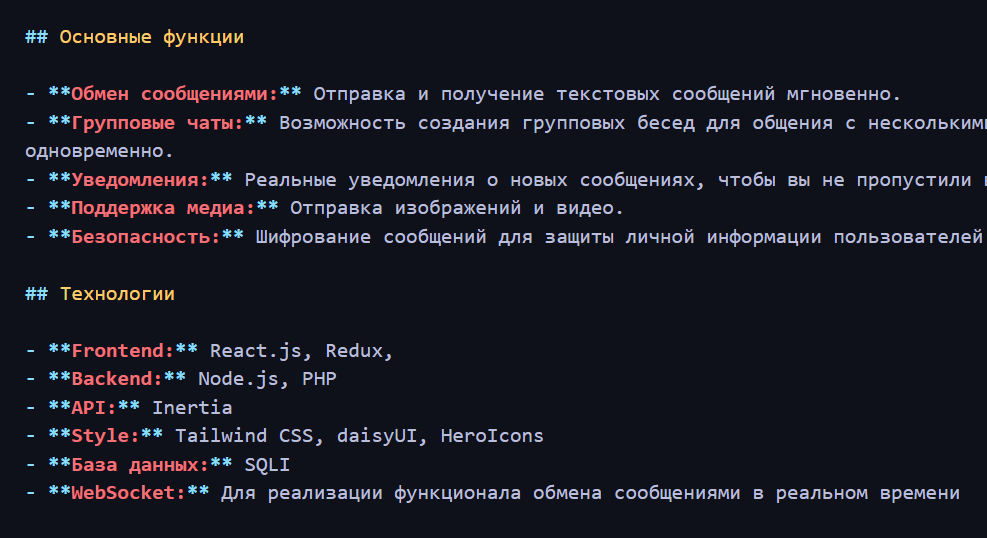 ## Основные функции
- **Обмен сообщениями:** Отправка и получение текстовых сообщений мгновенно.
- **Групповые чаты:** Возможность создания групповых бесед для общения с несколькими
одновременно.
- **Уведомления:** Реальные уведомления о новых сообщениях, чтобы вы не пропустили
- **Поддержка медиа:** Отправка изображений и видео.
- **Безопасность:** Шифрование сообщений для защиты личной информации пользователей
## Технологии
- **Frontend:** React.js, Redux,
- **Backend:** Node.js, PHP
- **API:** Inertia
- **Style:** Tailwind CSS, daisyUI, HeroIcons
- **База данных:** SQLI
- **WebSocket:** Для реализации функционала обмена сообщениями в реальном времени